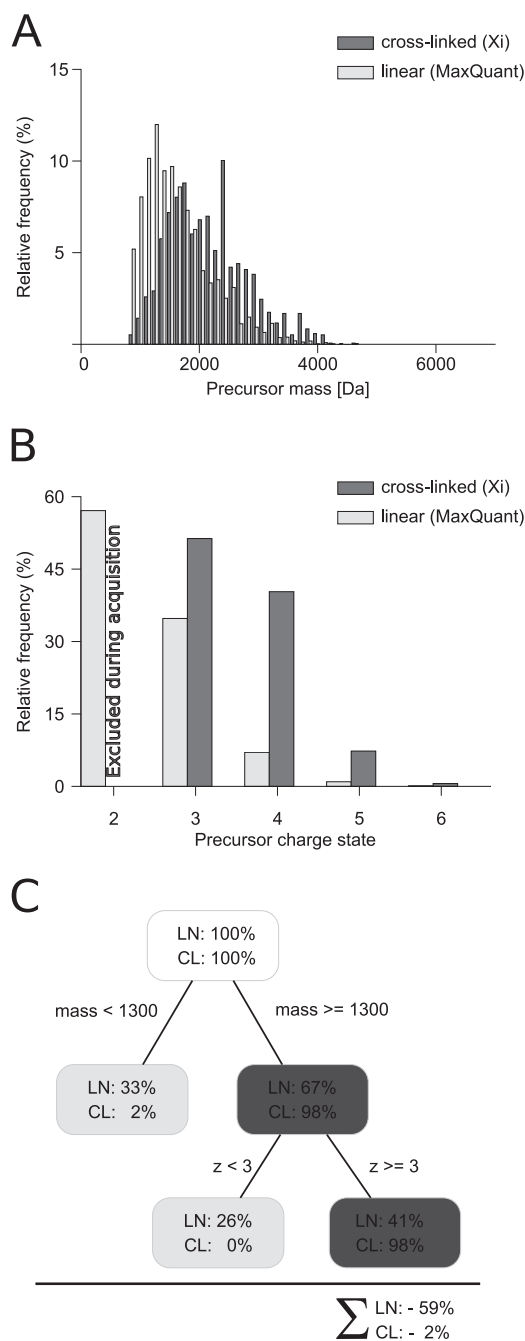 A
cross-linked (Xi)
linear (MaxQuant)
15
10
5
Relative frequency (%)
0
2000
4000
6000
Precursor mass [Da]
B
cross-linked (Xi)
linear (MaxQuant)
60
45
30
15
0
Relative frequency (%)
Excluded during acquisition
2
3
4
5
6
Precursor charge state
C
LN: 100%
CL: 100%
mass < 1300
mass >= 1300
LN: 33%
CL: 2%
LN: 67%
CL: 98%
z < 3
z >= 3
LN: 26%
CL: 0%
LN: 41%
CL: 98%
∑ LN: - 59%
CL: - 2%